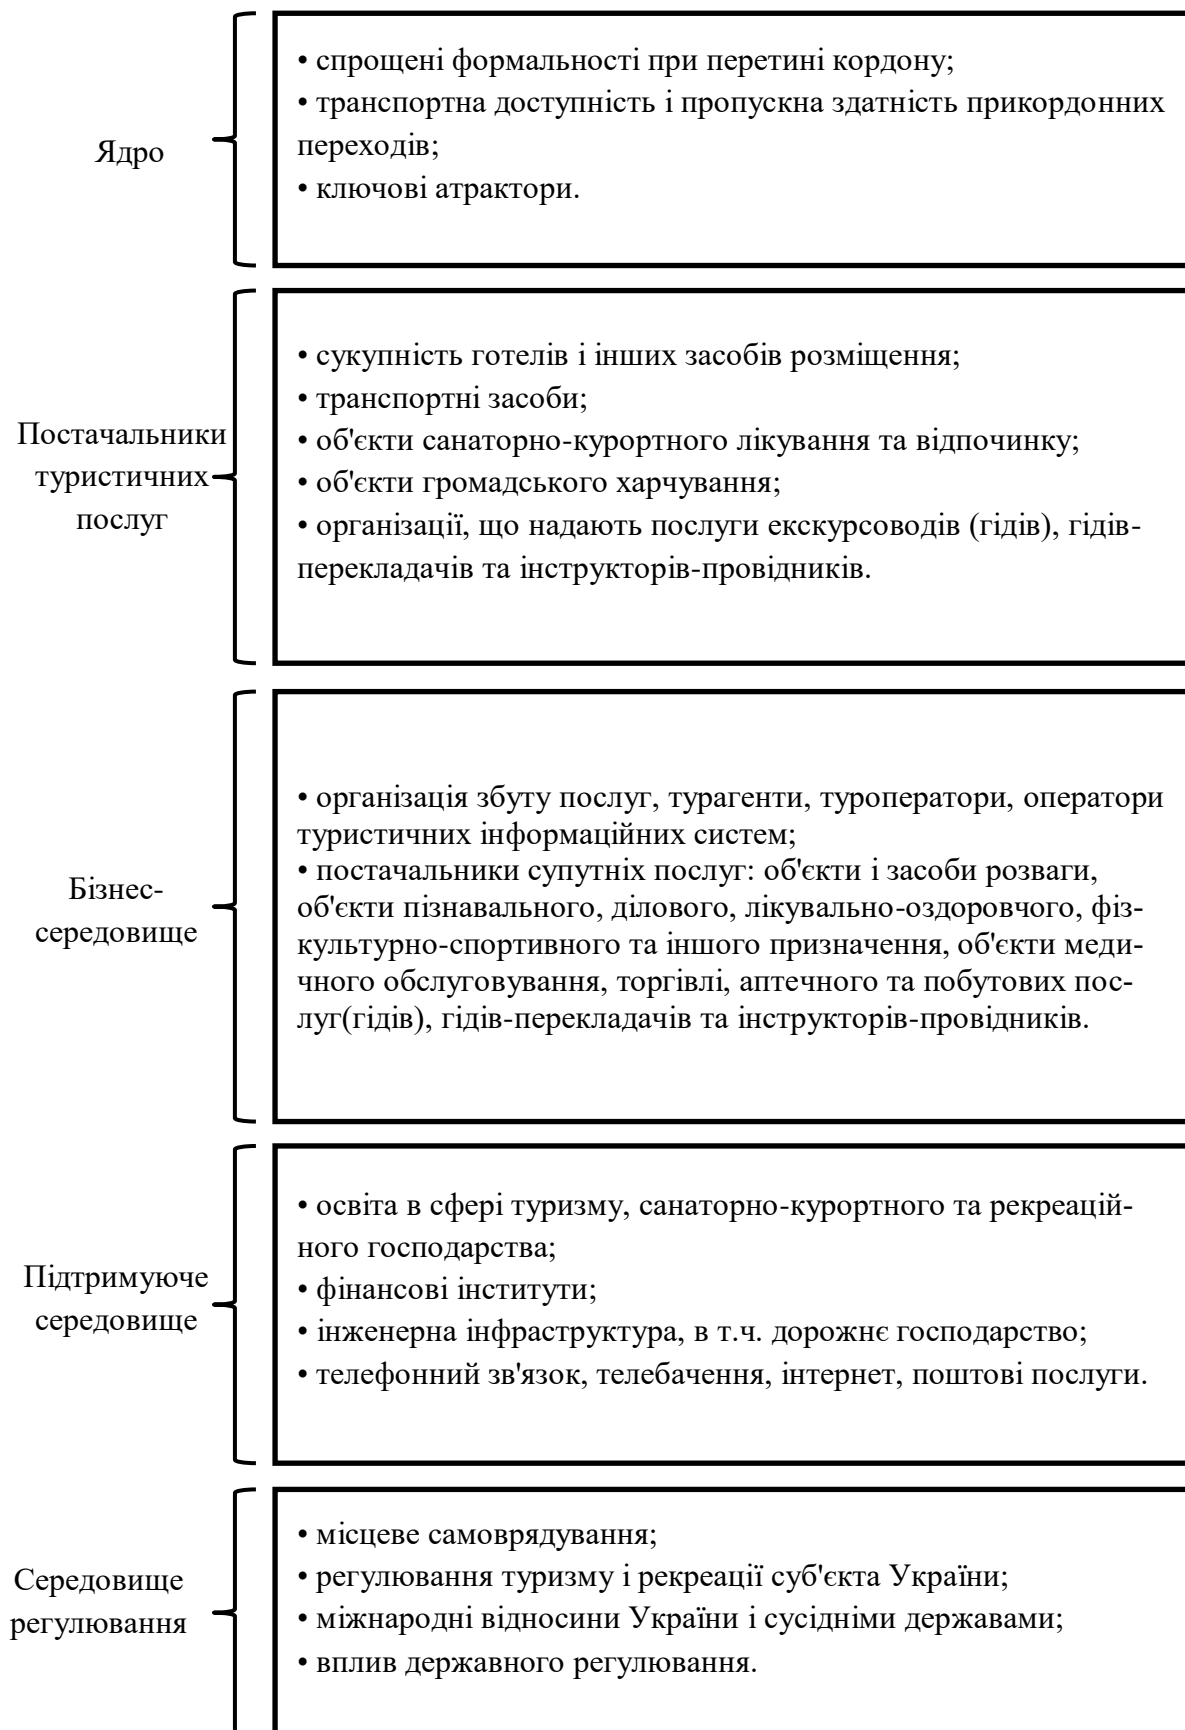 Ядро
• спрощені формальності при перетині кордону;
• транспортна доступність і пропускна здатність прикордонних
переходів;
• ключові атрактори.
Постачальники
туристичних
послуг
• сукупність готелів і інших засобів розміщення;
• транспортні засоби;
• об'єкти санаторно-курортного лікування та відпочинку;
• об'єкти громадського харчування;
• організації, що надають послуги екскурсоводів (гідів), гідів-
перекладачів та інструкторів-провідників.
Бізнес-
середовище
• організація збуту послуг, турагенти, туроператори, оператори
туристичних інформаційних систем;
• постачальники супутніх послуг: об'єкти і засоби розваги,
об'єкти пізнавального, ділового, лікувально-оздоровчого, фіз-
культурно-спортивного та іншого призначення, об'єкти меди-
чного обслуговування, торгівлі, аптечного та побутових пос-
луг(гідів), гідів-перекладачів та інструкторів-провідників.
Підтримуюче
середовище
• освіта в сфері туризму, санаторно-курортного та рекреацій-
ного господарства;
• фінансові інститути;
• інженерна інфраструктура, в т.ч. дорожнє господарство;
• телефонний зв'язок, телебачення, інтернет, поштові послуги.
Середовище
регулювання
• місцеве самоврядування;
• регулювання туризму і рекреації суб'єкта України;
• міжнародні відносини України і сусідніми державами;
• вплив державного регулювання.